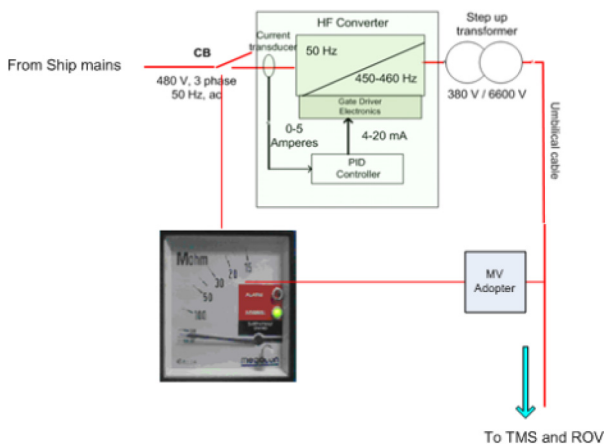 HF Converter
Step up
transformer
CB
Current
transducer
50 Hz
From Ship mains
480 V, 3 phase
50 Hz, ac
450-460 Hz
380 V / 6600 V
Gate Driver
Electronics
0-5
Amperes
4-20 mA
PID
Controller
Umbilical cable
Mohm
20
30
50
100
ALARM
MV
Adopter
To TMS and ROV